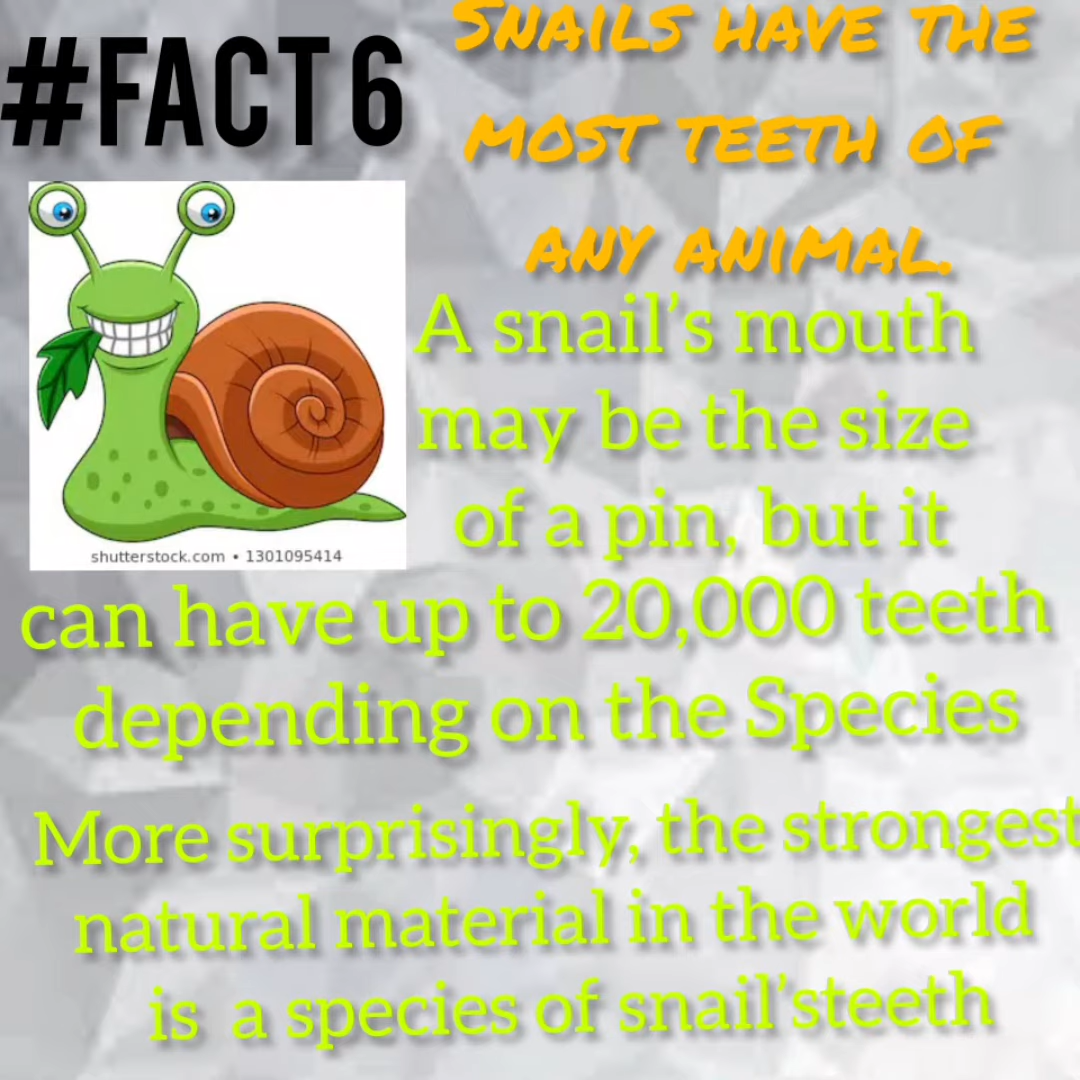 #FACT 6
SNAILS HAVE THE
MOST TEETH OF
ANY ANIMAL.
shutterstock.com • 1301095414
A snail's mouth
may be the size
of a pin, but it
can have up to 20,000 teeth
depending on the Species
More surprisingly, the strongest
natural material in the world
is a species of snail'steeth